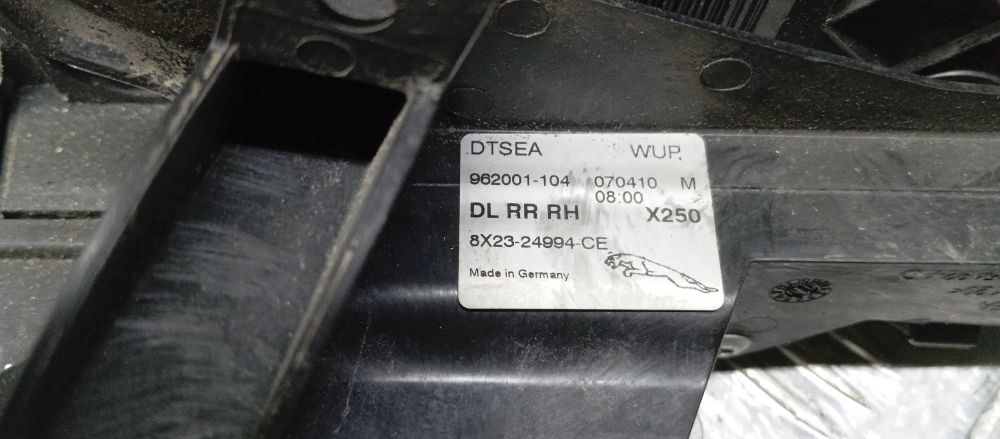 DTSEA WUP.
962001-104 070410 M
08:00
DL RR RH X250
8X23-24994-CE
Made in Germany